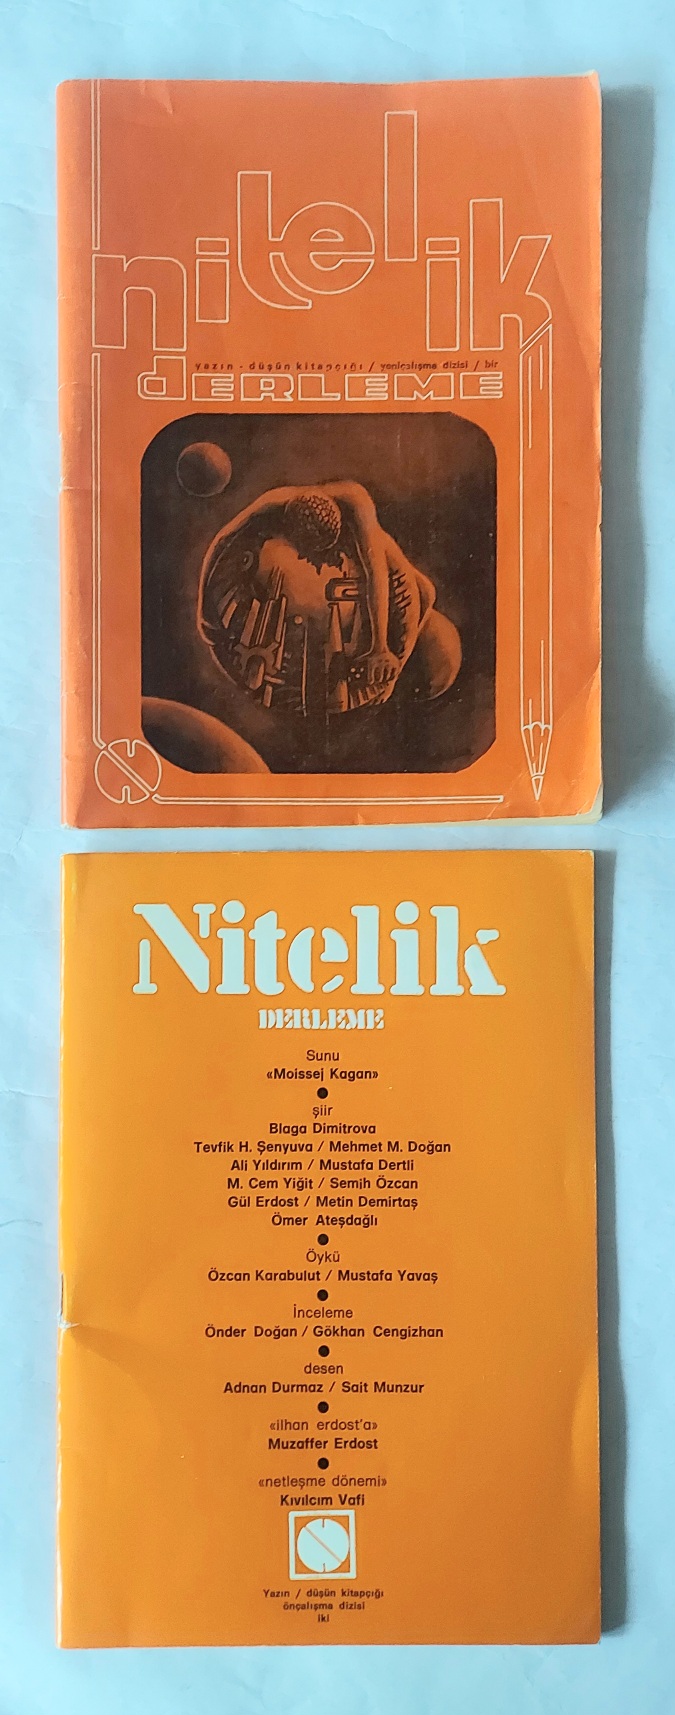 nitelik
yazın - düşün kitapçığı / yeniçalışma dizisi / bir
DERLEME
Nitelik
DERLEME
Sunu
«Moissej Kagan»
şiir
Blaga Dimitrova
Tevfik H. Şenyuva / Mehmet M. Doğan
Ali Yıldırım / Mustafa Dertli
M. Cem Yiğit / Semih Özcan
Gül Erdost / Metin Demirtaş
Ömer Ateşdağlı
Öykü
Özcan Karabulut / Mustafa Yavaş
İnceleme
Önder Doğan / Gökhan Cengizhan
desen
Adnan Durmaz / Sait Munzur
«ilhan erdost'a»
Muzaffer Erdost
«netleşme dönemi»
Kıvılcım Vafi
Yazın / düşün kitapçığı
önçalışma dizisi
iki